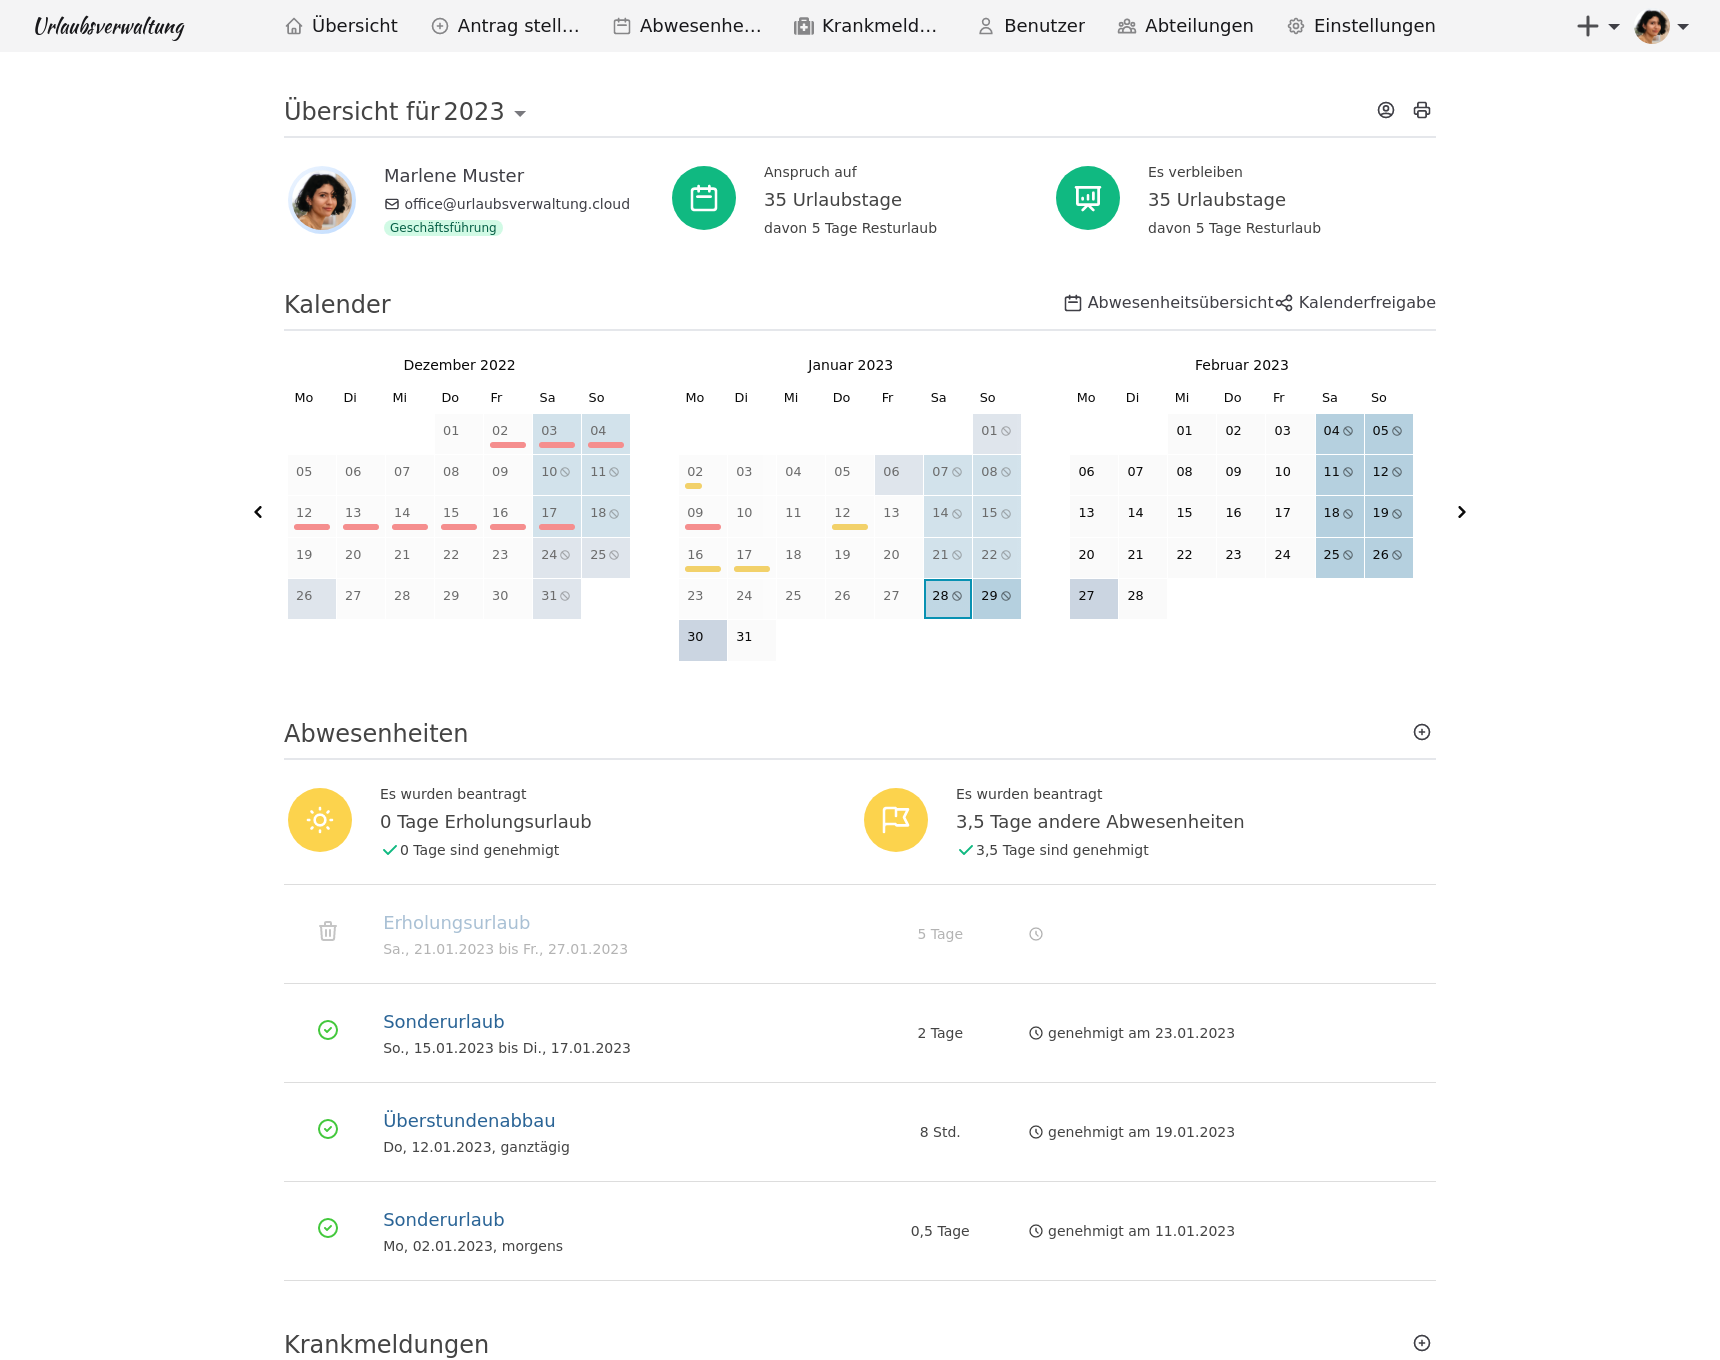 Urlaubsverwaltung Übersicht Antrag stell... Abwesenhe... Krankmeld... Benutzer Abteilungen Einstellungen
Übersicht für 2023
Marlene Muster
office@urlaubsverwaltung.cloud
Geschäftsführung
Anspruch auf
35 Urlaubstage
davon 5 Tage Resturlaub
Es verbleiben
35 Urlaubstage
davon 5 Tage Resturlaub
Kalender
Abwesenheitsübersicht Kalenderfreigabe
Dezember 2022
Mo Di Mi Do Fr Sa So
01 02 03 04
05 06 07 08 09 10 11
12 13 14 15 16 17 18
19 20 21 22 23 24 25
26 27 28 29 30 31
Januar 2023
Mo Di Mi Do Fr Sa So
01
02 03 04 05 06 07 08
09 10 11 12 13 14 15
16 17 18 19 20 21 22
23 24 25 26 27 28 29
30 31
Februar 2023
Mo Di Mi Do Fr Sa So
01 02 03 04 05
06 07 08 09 10 11 12
13 14 15 16 17 18 19
20 21 22 23 24 25 26
27 28
Abwesenheiten
Es wurden beantragt
0 Tage Erholungsurlaub
0 Tage sind genehmigt
Es wurden beantragt
3,5 Tage andere Abwesenheiten
3,5 Tage sind genehmigt
Erholungsurlaub
Sa., 21.01.2023 bis Fr., 27.01.2023
5 Tage
Sonderurlaub
So., 15.01.2023 bis Di., 17.01.2023
2 Tage
genehmigt am 23.01.2023
Überstundenabbau
Do, 12.01.2023, ganztägig
8 Std.
genehmigt am 19.01.2023
Sonderurlaub
Mo, 02.01.2023, morgens
0,5 Tage
genehmigt am 11.01.2023
Krankmeldungen